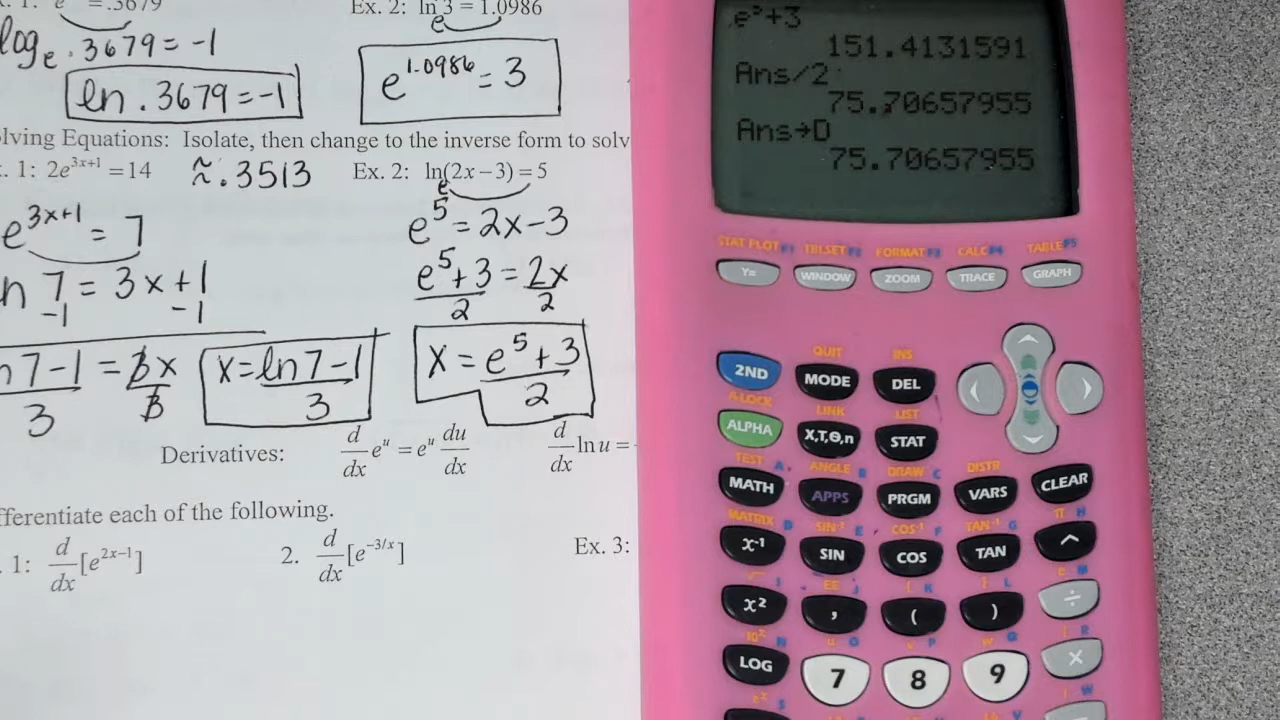 .3679
Ex. 2: ln 3 = 1.0986
e
log e .3679 = -1
ln .3679 = -1
e^1.0986 = 3
lving Equations: Isolate, then change to the inverse form to solv
. 1: 2e^3x+1 = 14 ≈ .3513
e^3x+1 = 7
n 7 = 3x+1
-1 -1
n 7-1 = 3x
3 3
x = ln 7-1
3
Ex. 2: ln(2x-3) = 5
e
e^5 = 2x-3
e^5+3 = 2x
2 2
x = e^5+3
2
Derivatives: d/dx e^u = e^u du/dx d/dx ln u =
fferentiate each of the following.
. 1: d/dx [e^2x-1] 2. d/dx [e^-3/x] Ex. 3:
e^5+3
151.4131591
Ans/2
75.70657955
Ans→D
75.70657955
STAT PLOT F1 TBLSET F2 FORMAT F3 CALC F4 TABLE F5
Y= WINDOW ZOOM TRACE GRAPH
QUIT INS
2ND MODE DEL
A-LOCK LINK LIST
ALPHA X,T,θ,n STAT
TEST A ANGLE B DRAW C DISTR
MATH APPS PRGM VARS CLEAR
MATRIX D SIN-1 E COS-1 F TAN-1 G π H
x-1 SIN COS TAN ^
√ I EE J { K } L e M
x² , ( ) ÷
10^x N u O v P w Q [ R
LOG 7 8 9 ×
e^x S